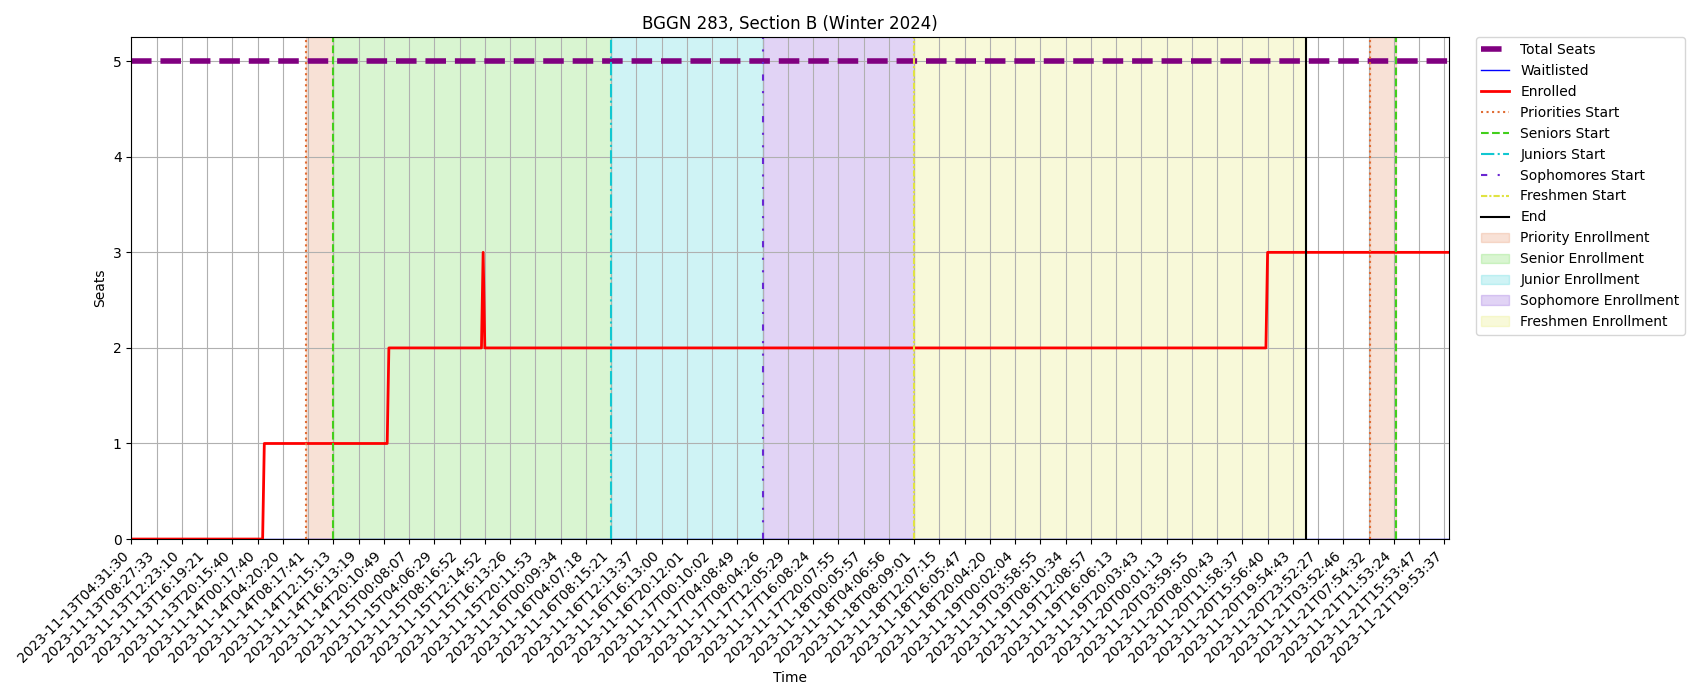 BGGN 283, Section B (Winter 2024)
Seats
5
4
3
2
1
0
2023-11-13T04:31:30
2023-11-13T08:27:33
2023-11-13T12:23:10
2023-11-13T16:19:21
2023-11-13T20:15:40
2023-11-14T00:17:40
2023-11-14T04:20:20
2023-11-14T08:17:41
2023-11-14T12:15:13
2023-11-14T16:13:19
2023-11-14T20:10:49
2023-11-15T00:08:07
2023-11-15T04:06:29
2023-11-15T08:16:52
2023-11-15T12:14:52
2023-11-15T16:13:26
2023-11-15T20:11:53
2023-11-16T00:09:34
2023-11-16T04:07:18
2023-11-16T08:15:21
2023-11-16T12:13:37
2023-11-16T16:13:00
2023-11-16T20:12:01
2023-11-17T00:10:02
2023-11-17T04:08:49
2023-11-17T08:04:26
2023-11-17T12:05:29
2023-11-17T16:08:24
2023-11-17T20:07:55
2023-11-18T00:05:57
2023-11-18T04:06:56
2023-11-18T08:09:01
2023-11-18T12:07:15
2023-11-18T16:05:47
2023-11-18T20:04:20
2023-11-19T00:02:04
2023-11-19T03:58:55
2023-11-19T08:10:34
2023-11-19T12:08:57
2023-11-19T16:06:13
2023-11-19T20:03:43
2023-11-20T00:01:13
2023-11-20T03:59:55
2023-11-20T08:00:43
2023-11-20T11:58:37
2023-11-20T15:56:40
2023-11-20T19:54:43
2023-11-20T23:52:27
2023-11-21T03:52:46
2023-11-21T07:54:32
2023-11-21T11:53:24
2023-11-21T15:53:47
2023-11-21T19:53:37
Time
Total Seats
Waitlisted
Enrolled
Priorities Start
Seniors Start
Juniors Start
Sophomores Start
Freshmen Start
End
Priority Enrollment
Senior Enrollment
Junior Enrollment
Sophomore Enrollment
Freshmen Enrollment